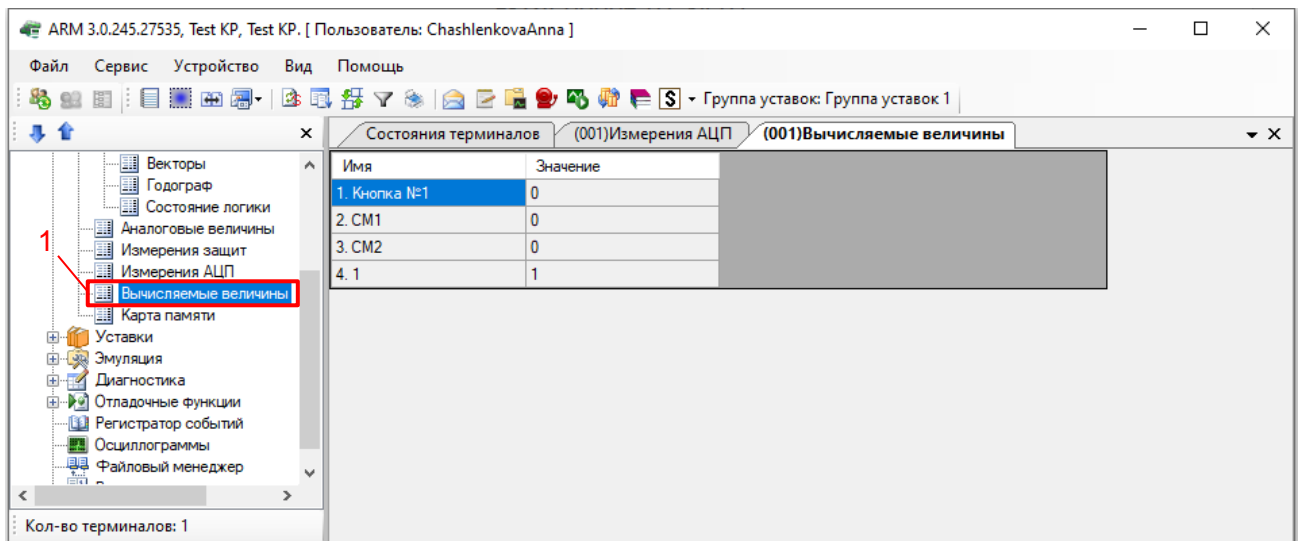 ARM 3.0.245.27535, Test KP, Test KP. [ Пользователь: ChashlenkovaAnna ]
Файл Сервис Устройство Вид Помощь
S Группа уставок: Группа уставок 1
Состояния терминалов (001)Измерения АЦП (001)Вычисляемые величины
Имя Значение
1. Кнопка №1 0
2. СМ1 0
3. СМ2 0
4. 1 1
Векторы
Годограф
Состояние логики
Аналоговые величины
1
Измерения защит
Измерения АЦП
Вычисляемые величины
Карта памяти
Уставки
Эмуляция
Диагностика
Отладочные функции
Регистратор событий
Осциллограммы
Файловый менеджер
Кол-во терминалов: 1